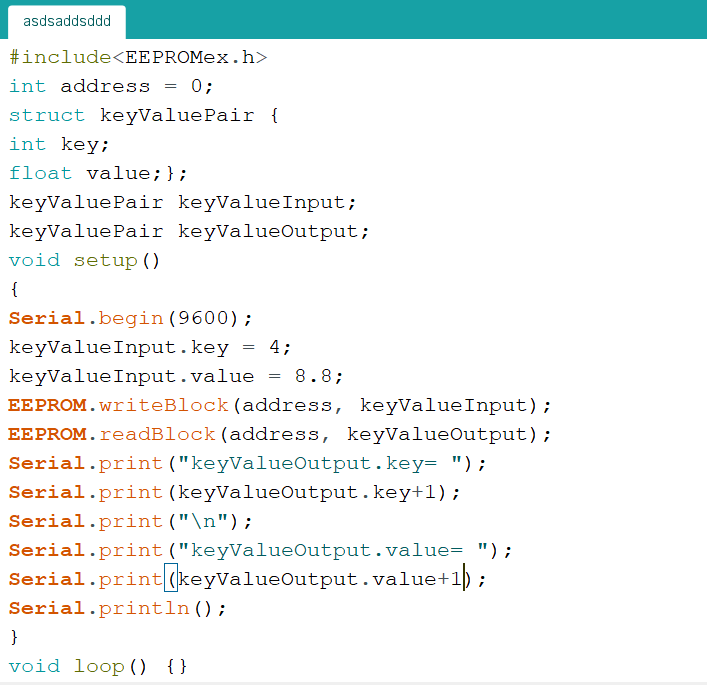 asdsaddsddd
#include<EEPROMex.h>
int address = 0;
struct keyValuePair {
int key;
float value;};
keyValuePair keyValueInput;
keyValuePair keyValueOutput;
void setup()
{
Serial.begin(9600);
keyValueInput.key = 4;
keyValueInput.value = 8.8;
EEPROM.writeBlock(address, keyValueInput);
EEPROM.readBlock(address, keyValueOutput);
Serial.print("keyValueOutput.key= ");
Serial.print(keyValueOutput.key+1);
Serial.print("\n");
Serial.print("keyValueOutput.value= ");
Serial.print(keyValueOutput.value+1);
Serial.println();
}
void loop() {}